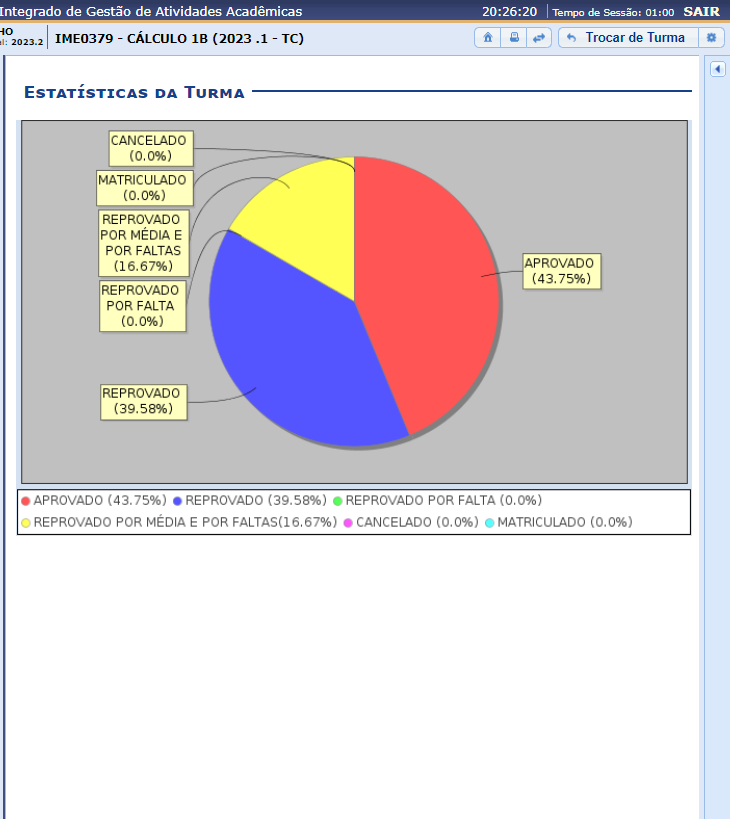 Integrado de Gestão de Atividades Acadêmicas
20:26:20
Tempo de Sessão: 01:00
SAIR
HO
el: 2023.2
IME0379 - CÁLCULO 1B (2023 .1 - TC)
Trocar de Turma
Estatísticas da Turma
CANCELADO
(0.0%)
MATRICULADO
(0.0%)
REPROVADO
POR MÉDIA E
POR FALTAS
(16.67%)
REPROVADO
POR FALTA
(0.0%)
REPROVADO
(39.58%)
APROVADO
(43.75%)
APROVADO (43.75%) REPROVADO (39.58%) REPROVADO POR FALTA (0.0%)
REPROVADO POR MÉDIA E POR FALTAS(16.67%) CANCELADO (0.0%) MATRICULADO (0.0%)